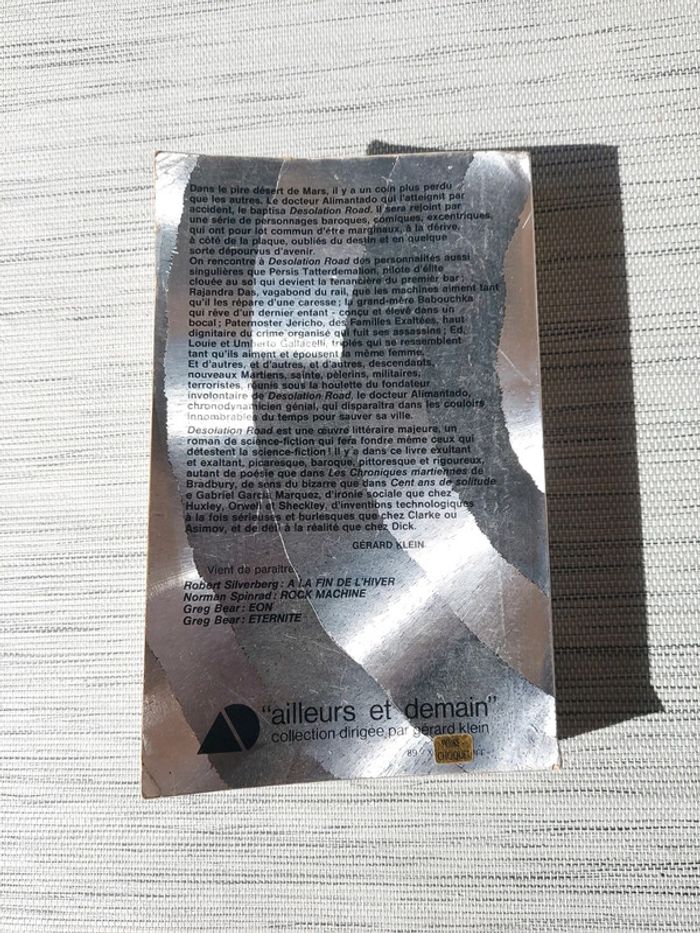 Dans le pire désert de Mars, il y a un coin plus perdu
que les autres. Le docteur Alimantado qui l'atteignit par
accident, le baptisa Desolation Road. Il sera rejoint par
une série de personnages baroques, comiques, excentriques,
qui ont pour lot commun d'être marginaux, à la dérive,
à côté de la plaque, oubliés du destin et en quelque
sorte dépourvus d'avenir.
On rencontre à Desolation Road des personnalités aussi
singulières que Persis Tatterdemalion, pilote d'élite
clouée au sol qui devient la tenancière du premier bar ;
Rajandra Das, vagabond du rail, que les machines aiment tant
qu'il les répare d'une caresse ; la grand-mère Babouchka
qui rêve d'un dernier enfant - conçu et élevé dans un
bocal ; Paternoster Jericho, des Familles Exaltées, haut
dignitaire du crime organisé qui fuit ses assassins ; Ed,
Louie et Umberto Gallacelli, triplés qui se ressemblent
tant qu'ils aiment et épousent la même femme.
Et d'autres, et d'autres, et d'autres, descendants,
nouveaux Martiens, sainte, pèlerins, militaires,
terroristes, réunis sous la houlette du fondateur
involontaire de Desolation Road, le docteur Alimantado,
chronodynamicien génial, qui disparaîtra dans les couloirs
innombrables du temps pour sauver sa ville.
Desolation Road est une œuvre littéraire majeure, un
roman de science-fiction qui fera fondre même ceux qui
détestent la science-fiction ! Il y a dans ce livre exultant
et exaltant, picaresque, baroque, pittoresque et rigoureux,
autant de poésie que dans Les Chroniques martiennes de
Bradbury, de sens du bizarre que dans Cent ans de solitude
e Gabriel Garcia Marquez, d'ironie sociale que chez
Huxley, Orwell et Sheckley, d'inventions technologiques
à la fois sérieuses et burlesques que chez Clarke ou
Asimov, et de défi à la réalité que chez Dick.
GÉRARD KLEIN
Vient de paraître
Robert Silverberg : A LA FIN DE L'HIVER
Norman Spinrad : ROCK MACHINE
Greg Bear : EON
Greg Bear : ETERNITE
"ailleurs et demain"
collection dirigée par gérard klein
89 - X
CHOQUE